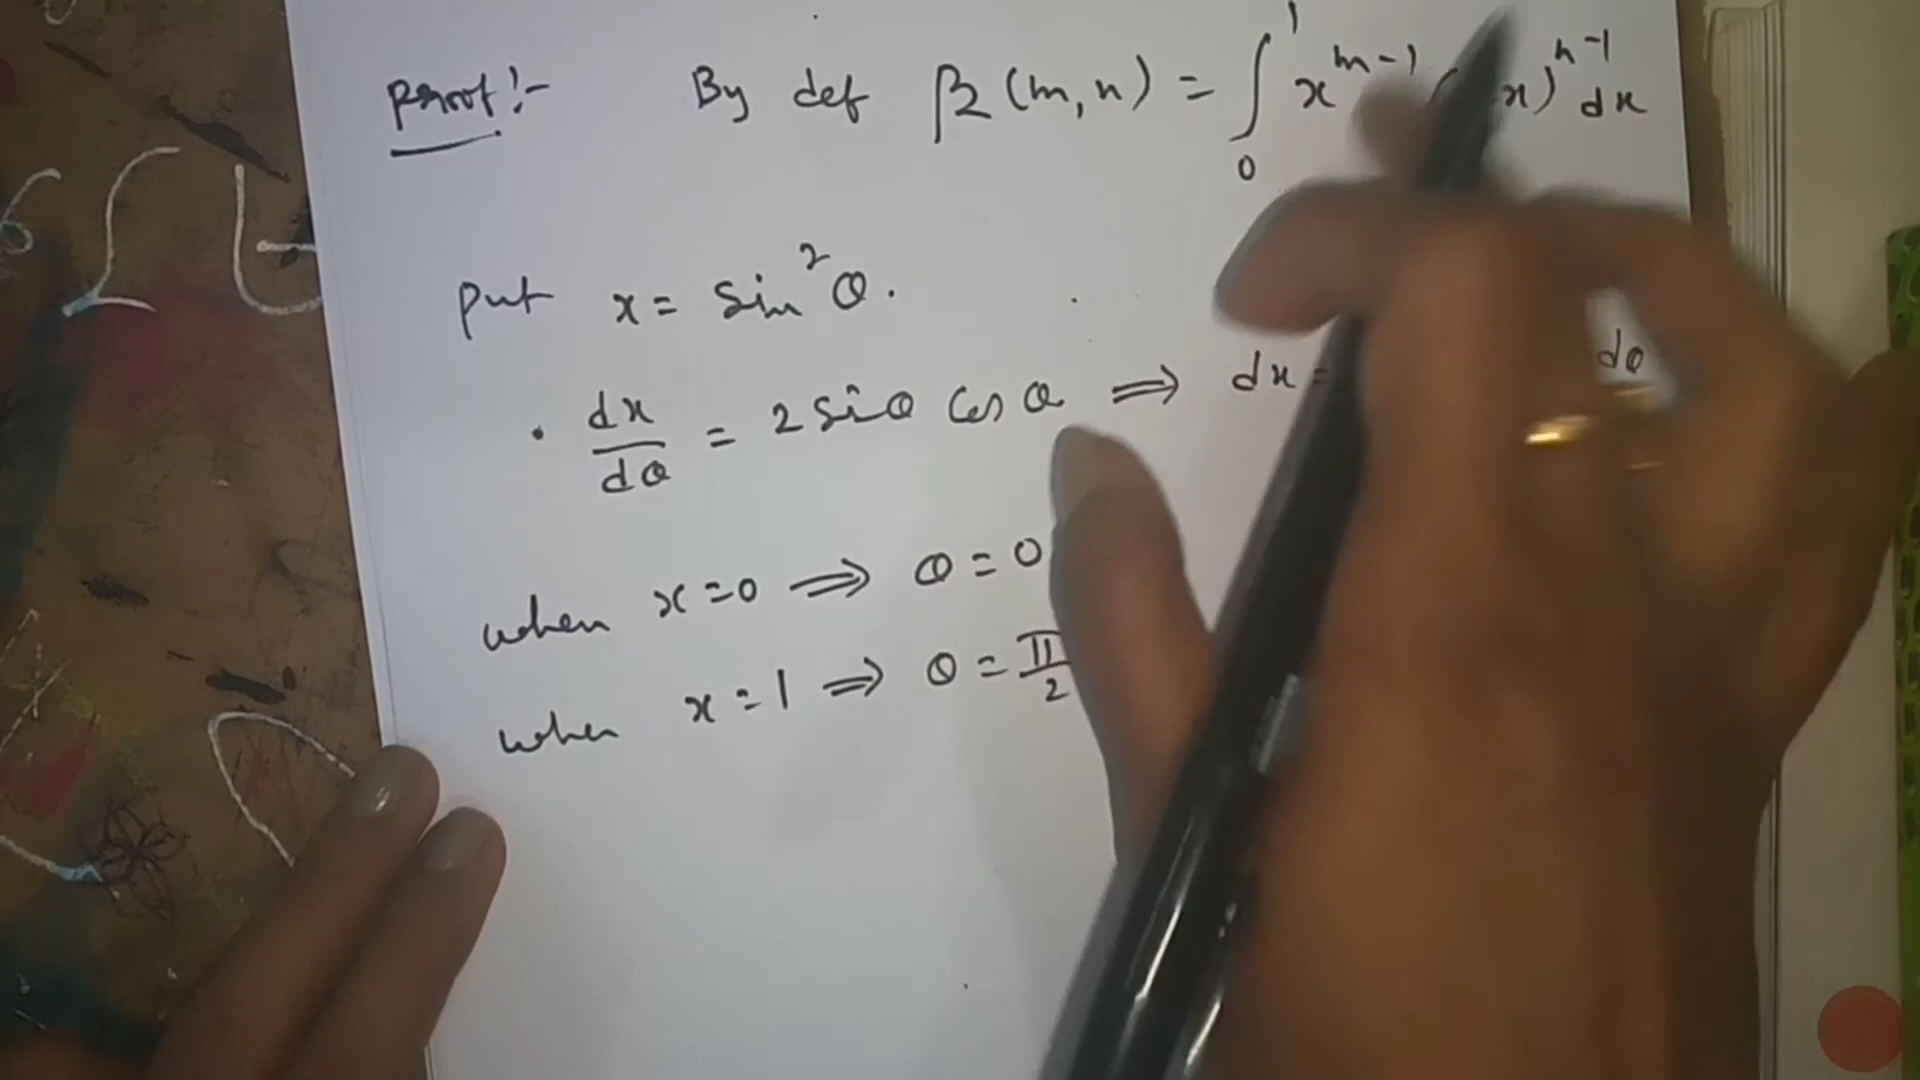 Proof:- By def β(m,n) = ∫₀¹ x^{m-1} ( x)^{n-1} dx
put x = sin²θ.
· dx/dθ = 2 sinθ cosθ ⇒ dx = dθ
when x=0 ⇒ θ=0
when x=1 ⇒ θ=π/2